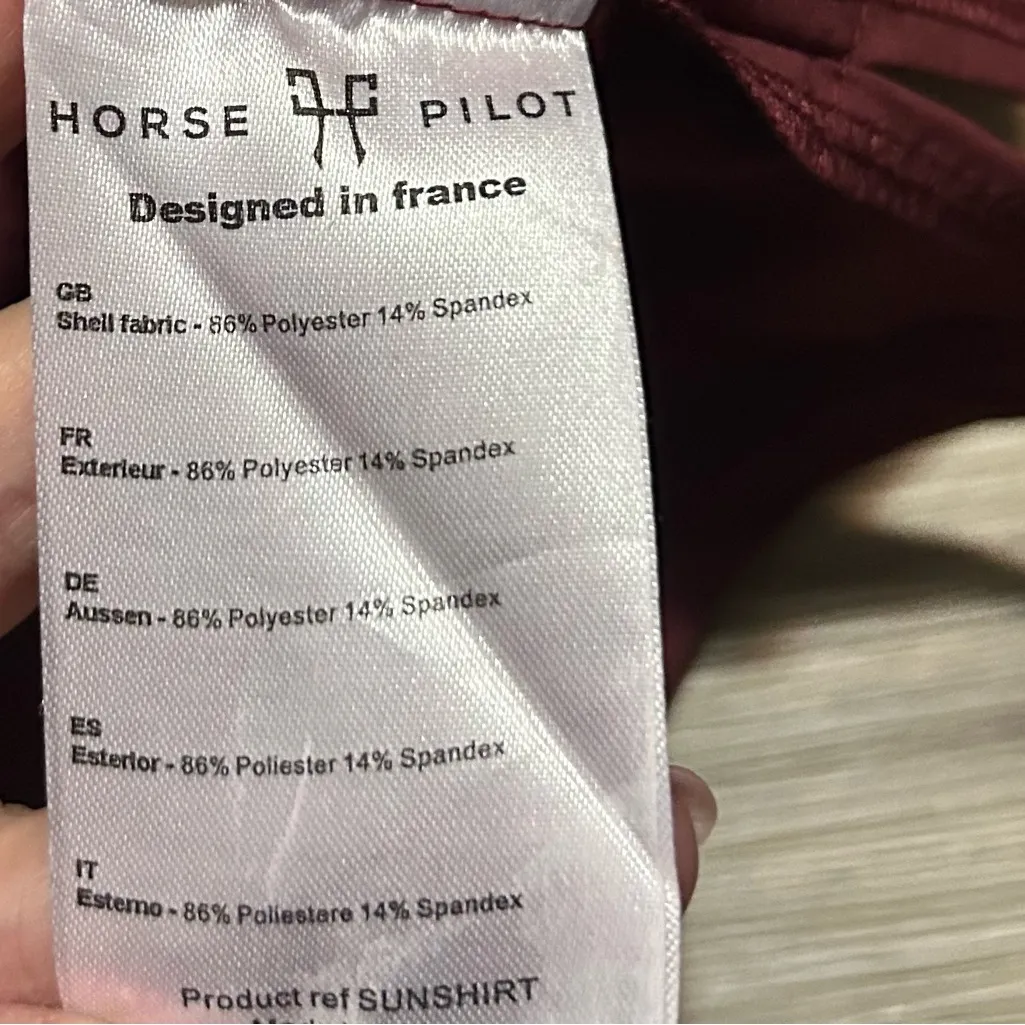 HORSE PILOT
Designed in france
GB
Shell fabric - 86% Polyester 14% Spandex
FR
Exterieur - 86% Polyester 14% Spandex
DE
Aussen - 86% Polyester 14% Spandex
ES
Esterior - 86% Poliester 14% Spandex
IT
Esterno - 86% Poliestere 14% Spandex
Product ref SUNSHIRT